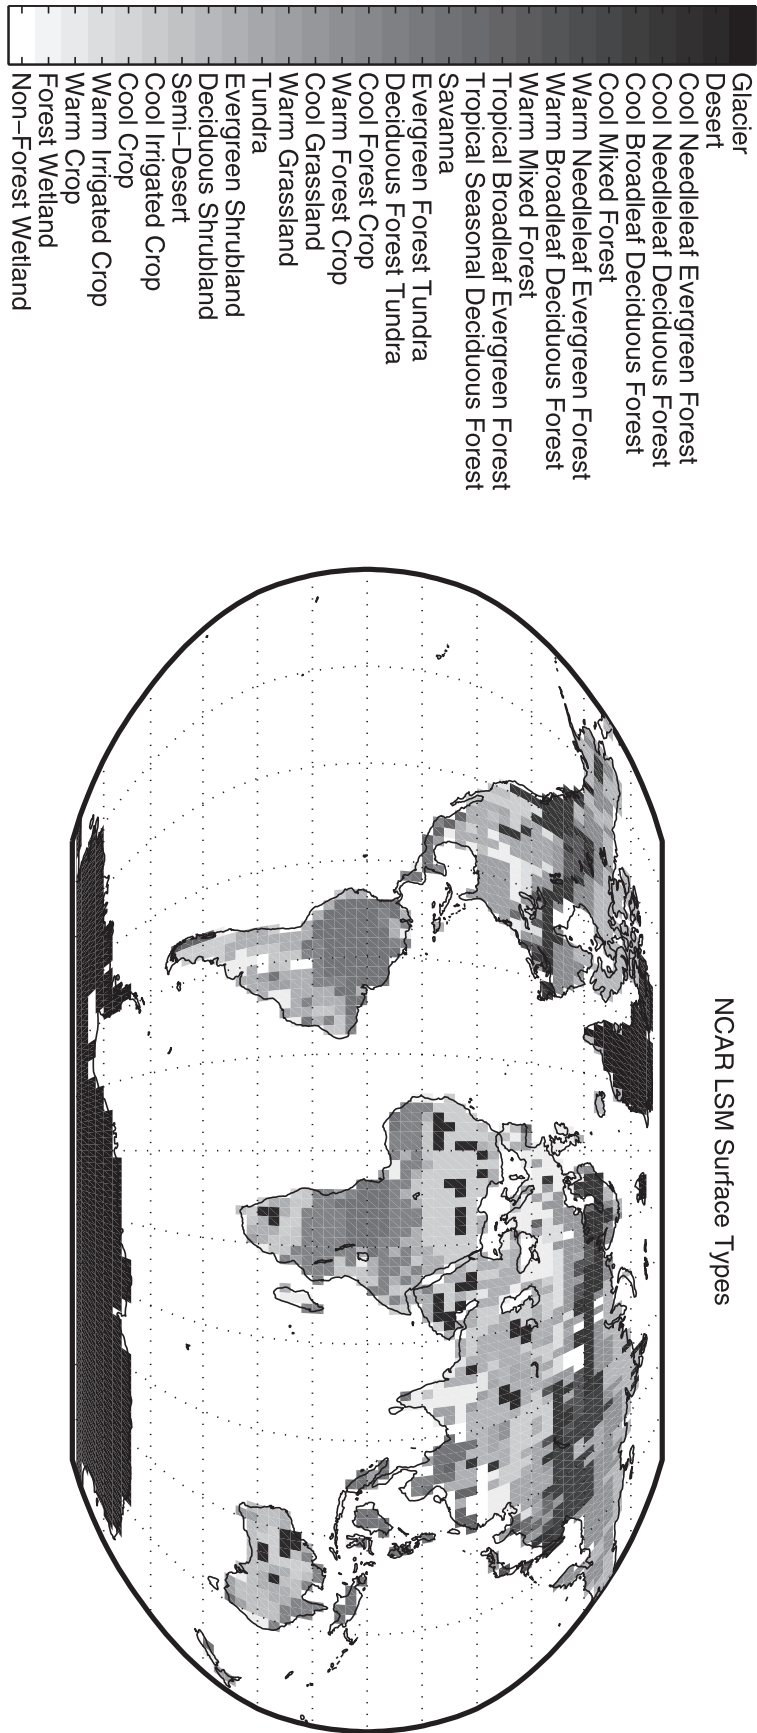 NCAR LSM Surface Types
Glacier
Desert
Cool Needleleaf Evergreen Forest
Cool Needleleaf Deciduous Forest
Cool Broadleaf Deciduous Forest
Cool Mixed Forest
Warm Needleleaf Evergreen Forest
Warm Broadleaf Deciduous Forest
Warm Mixed Forest
Tropical Broadleaf Evergreen Forest
Tropical Seasonal Deciduous Forest
Savanna
Evergreen Forest Tundra
Deciduous Forest Tundra
Cool Forest Crop
Warm Forest Crop
Cool Grassland
Warm Grassland
Tundra
Evergreen Shrubland
Deciduous Shrubland
Semi−Desert
Cool Irrigated Crop
Cool Crop
Warm Irrigated Crop
Warm Crop
Forest Wetland
Non−Forest Wetland